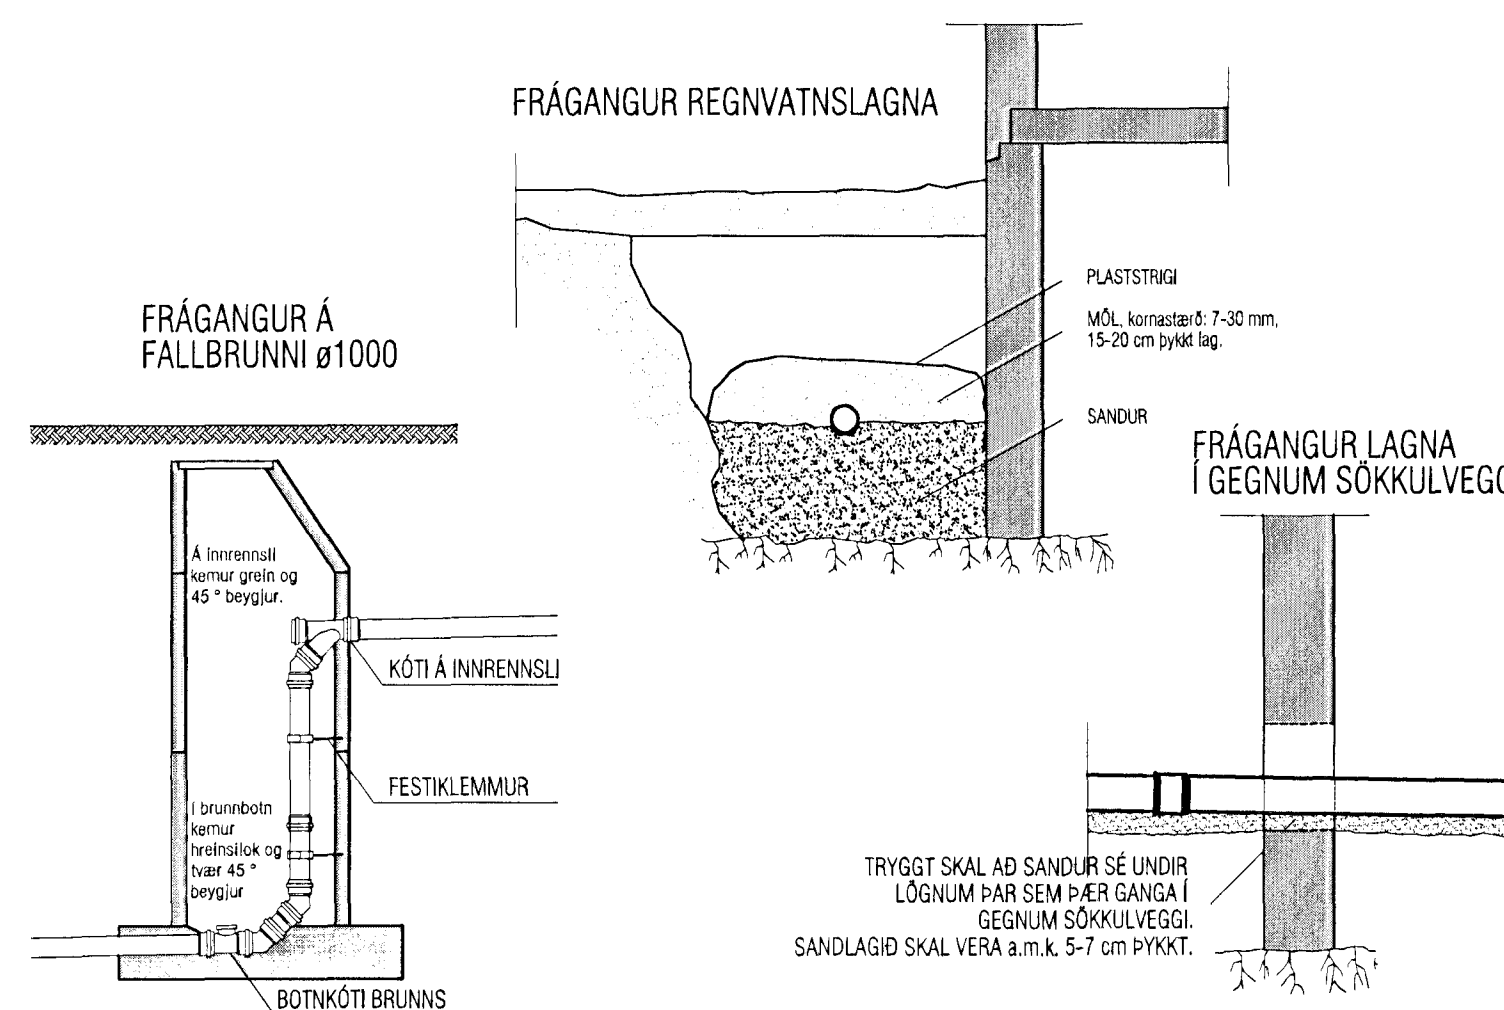 FRÁGANGUR REGNVATNSLAGNA
PLASTSTRIGI
MÖL, kornastærð: 7-30 mm,
15-20 cm þykkt lag.
SANDUR
FRÁGANGUR Á
FALLBRUNNI ø1000
Á innrennsli
kemur grein og
45 ° beygjur.
KÓTI Á INNRENNSLI
FESTIKLEMMUR
Í brunnbotn
kemur
hreinsilok og
tvær 45 °
beygjur
BOTNKÓTI BRUNNS
FRÁGANGUR LAGNA
Í GEGNUM SÖKKULVEGG
TRYGGT SKAL AÐ SANDUR SÉ UNDIR
LÖGNUM ÞAR SEM ÞÆR GANGA Í
GEGNUM SÖKKULVEGGI.
SANDLAGIÐ SKAL VERA a.m.k. 5-7 cm ÞYKKT.